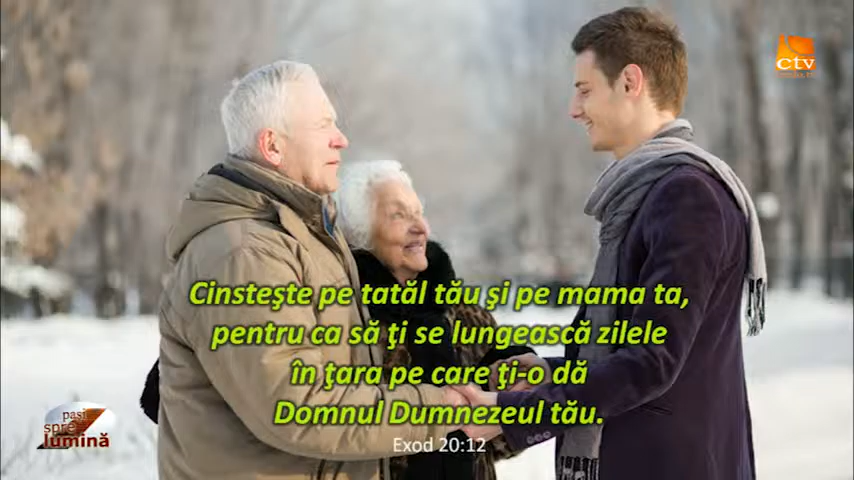 ctv
Cinsteşte pe tatăl tău şi pe mama ta,
pentru ca să ţi se lungească zilele
în ţara pe care ţi-o dă
Domnul Dumnezeul tău.
Exod 20:12
paşi
spre
lumină